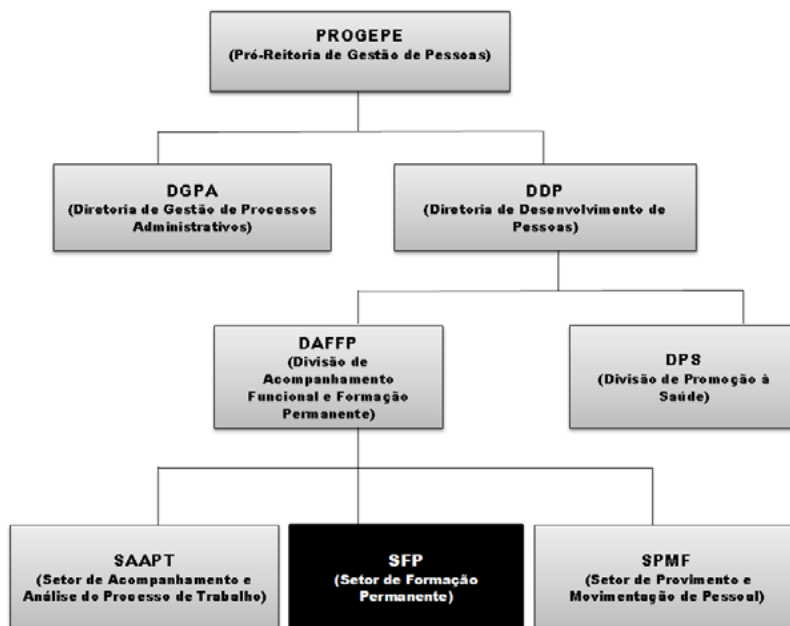 PROGEPE
(Pró-Reitoria de Gestão de Pessoas)
DGPA
(Diretoria de Gestão de Processos
Administrativos)
DDP
(Diretoria de Desenvolvimento de
Pessoas)
DAFFP
(Divisão de
Acompanhamento
Funcional e Formação
Permanente)
DPS
(Divisão de Promoção à
Saúde)
SAAPT
(Setor de Acompanhamento e
Análise do Processo de Trabalho)
SFP
(Setor de Formação
Permanente)
SPMF
(Setor de Provimento e
Movimentação de Pessoal)